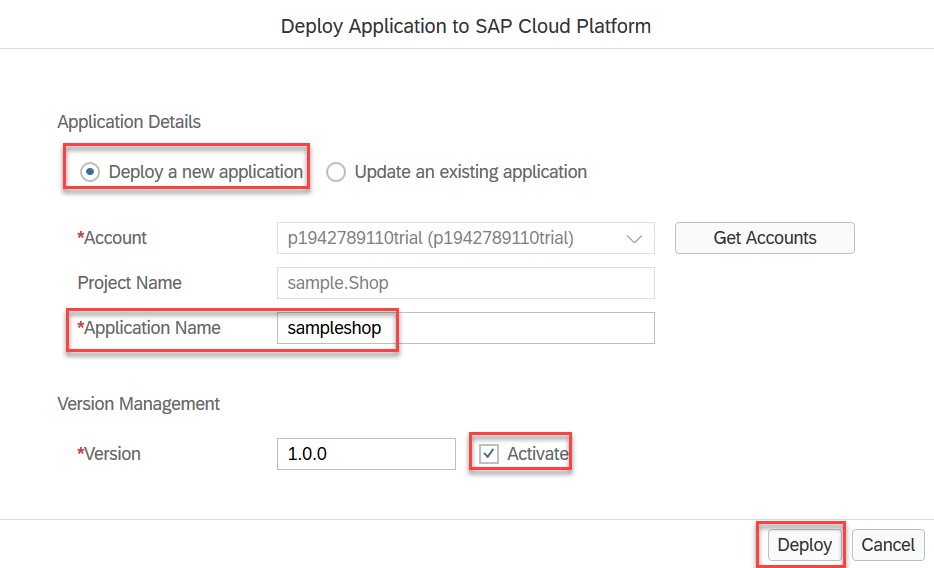 Deploy Application to SAP Cloud Platform
Application Details
Deploy a new application Update an existing application
*Account p1942789110trial (p1942789110trial) Get Accounts
Project Name sample.Shop
*Application Name sampleshop
Version Management
*Version 1.0.0 Activate
Deploy Cancel